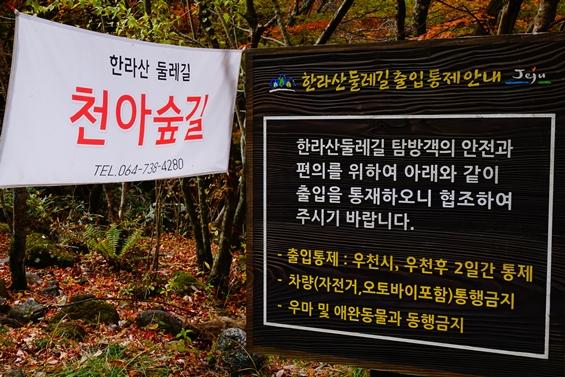 한라산 둘레길
천아숲길
TEL.064-738-4280
한라산둘레길출입통제안내 Jeju
한라산둘레길 탐방객의 안전과
편의를 위하여 아래와 같이
출입을 통재하오니 협조하여
주시기 바랍니다.
- 출입통제 : 우천시, 우천후 2일간 통제
- 차량(자전거,오토바이포함)통행금지
- 우마 및 애완동물과 동행금지